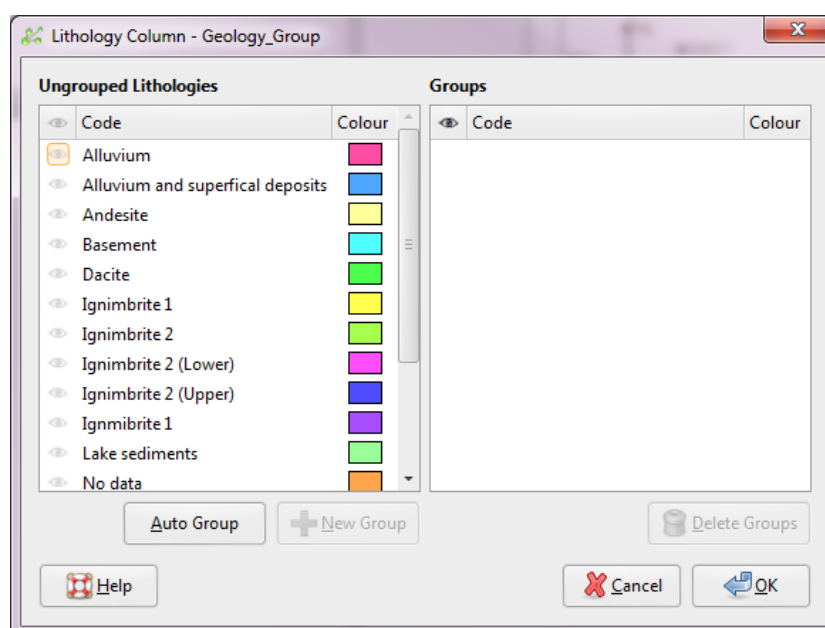 Lithology Column - Geology_Group
Ungrouped Lithologies
Groups
Code Colour
Code Colour
Alluvium
Alluvium and superfical deposits
Andesite
Basement
Dacite
Ignimbrite 1
Ignimbrite 2
Ignimbrite 2 (Lower)
Ignimbrite 2 (Upper)
Ignmibrite 1
Lake sediments
No data
Auto Group
New Group
Delete Groups
Help
Cancel
OK